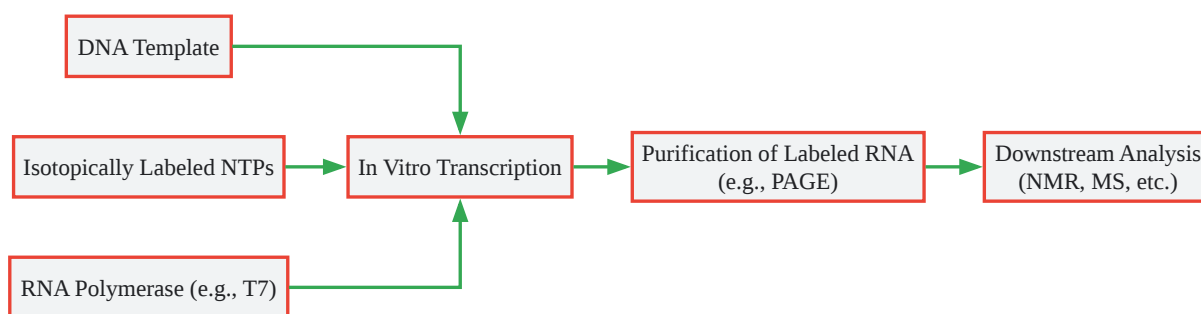 DNA Template
Isotopically Labeled NTPs
In Vitro Transcription
Purification of Labeled RNA
(e.g., PAGE)
Downstream Analysis
(NMR, MS, etc.)
RNA Polymerase (e.g., T7)